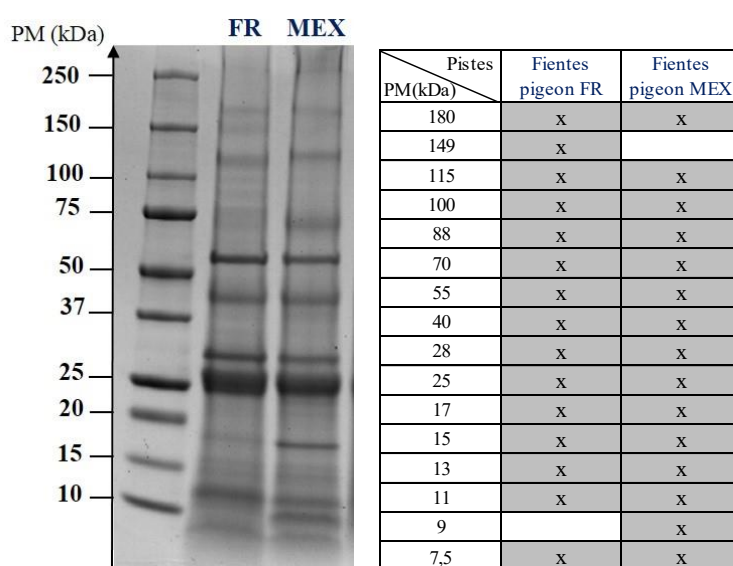 PM (kDa)
FR MEX
250
150
100
75
50
37
25
20
15
10
Pistes
PM(kDa)
Fientes pigeon FR
Fientes pigeon MEX
180 x x
149 x
115 x x
100 x x
88 x x
70 x x
55 x x
40 x x
28 x x
25 x x
17 x x
15 x x
13 x x
11 x x
9 x
7,5 x x